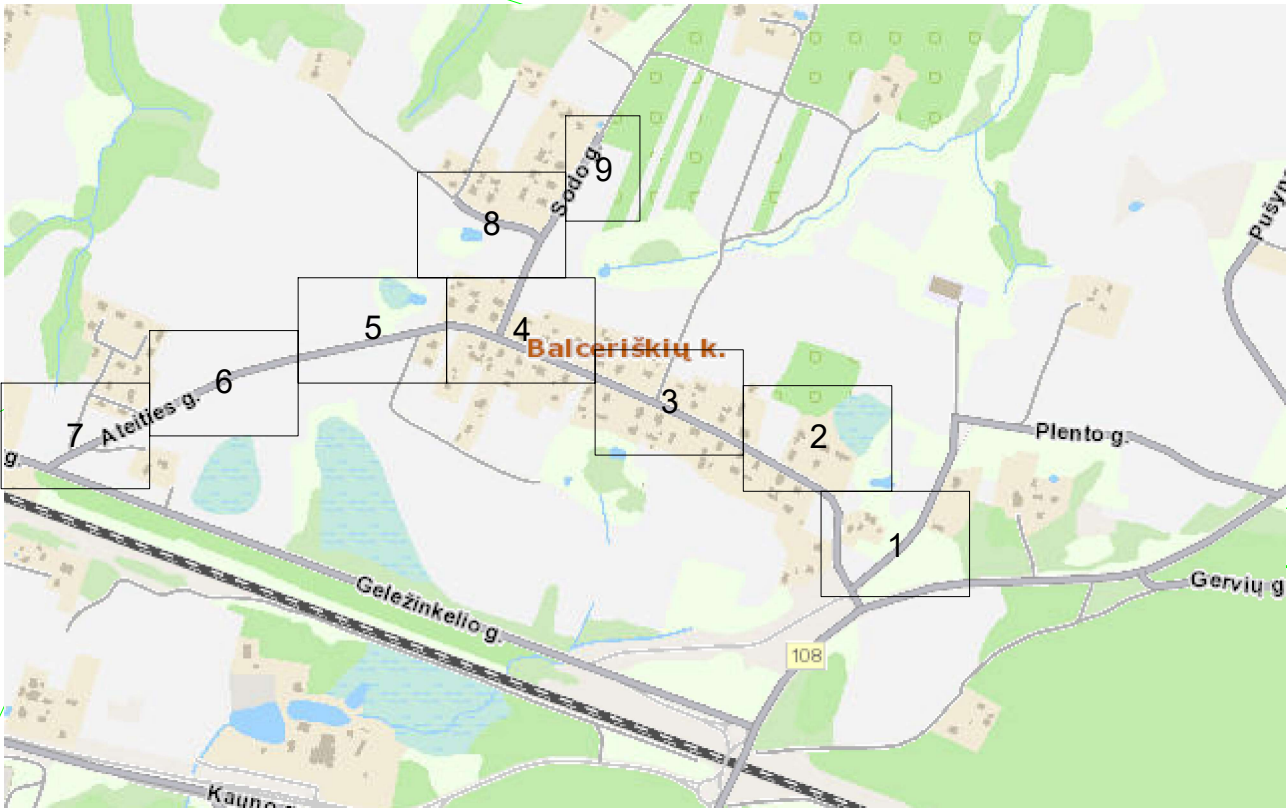 9
Sodo g.
Pušyn
8
5
4
Balceriškių k.
6
3
Ateities g.
7
2
Plento g.
g.
1
Gervių g
Geležinkelio g.
108
Kauno g